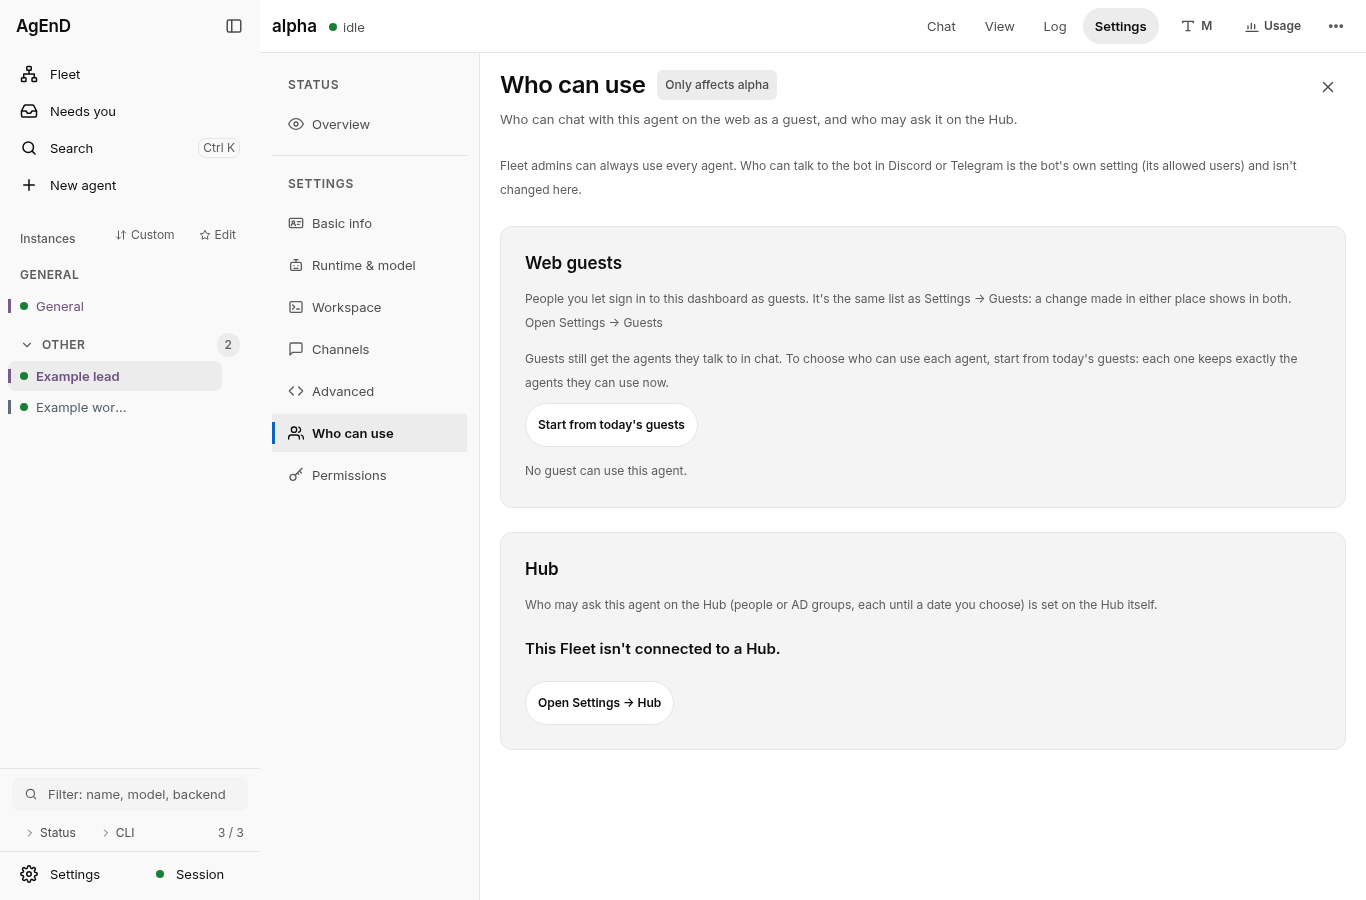 AgEnD
Fleet
Needs you
Search
Ctrl K
New agent
Instances
Custom
Edit
GENERAL
General
OTHER
2
Example lead
Example wor...
Filter: name, model, backend
Status
CLI
3 / 3
Settings
Session
alpha
idle
Chat
View
Log
Settings
M
Usage
STATUS
Overview
SETTINGS
Basic info
Runtime & model
Workspace
Channels
Advanced
Who can use
Permissions
Who can use
Only affects alpha
Who can chat with this agent on the web as a guest, and who may ask it on the Hub.
Fleet admins can always use every agent. Who can talk to the bot in Discord or Telegram is the bot's own setting (its allowed users) and isn't
changed here.
Web guests
People you let sign in to this dashboard as guests. It's the same list as Settings → Guests: a change made in either place shows in both.
Open Settings → Guests
Guests still get the agents they talk to in chat. To choose who can use each agent, start from today's guests: each one keeps exactly the
agents they can use now.
Start from today's guests
No guest can use this agent.
Hub
Who may ask this agent on the Hub (people or AD groups, each until a date you choose) is set on the Hub itself.
This Fleet isn't connected to a Hub.
Open Settings → Hub